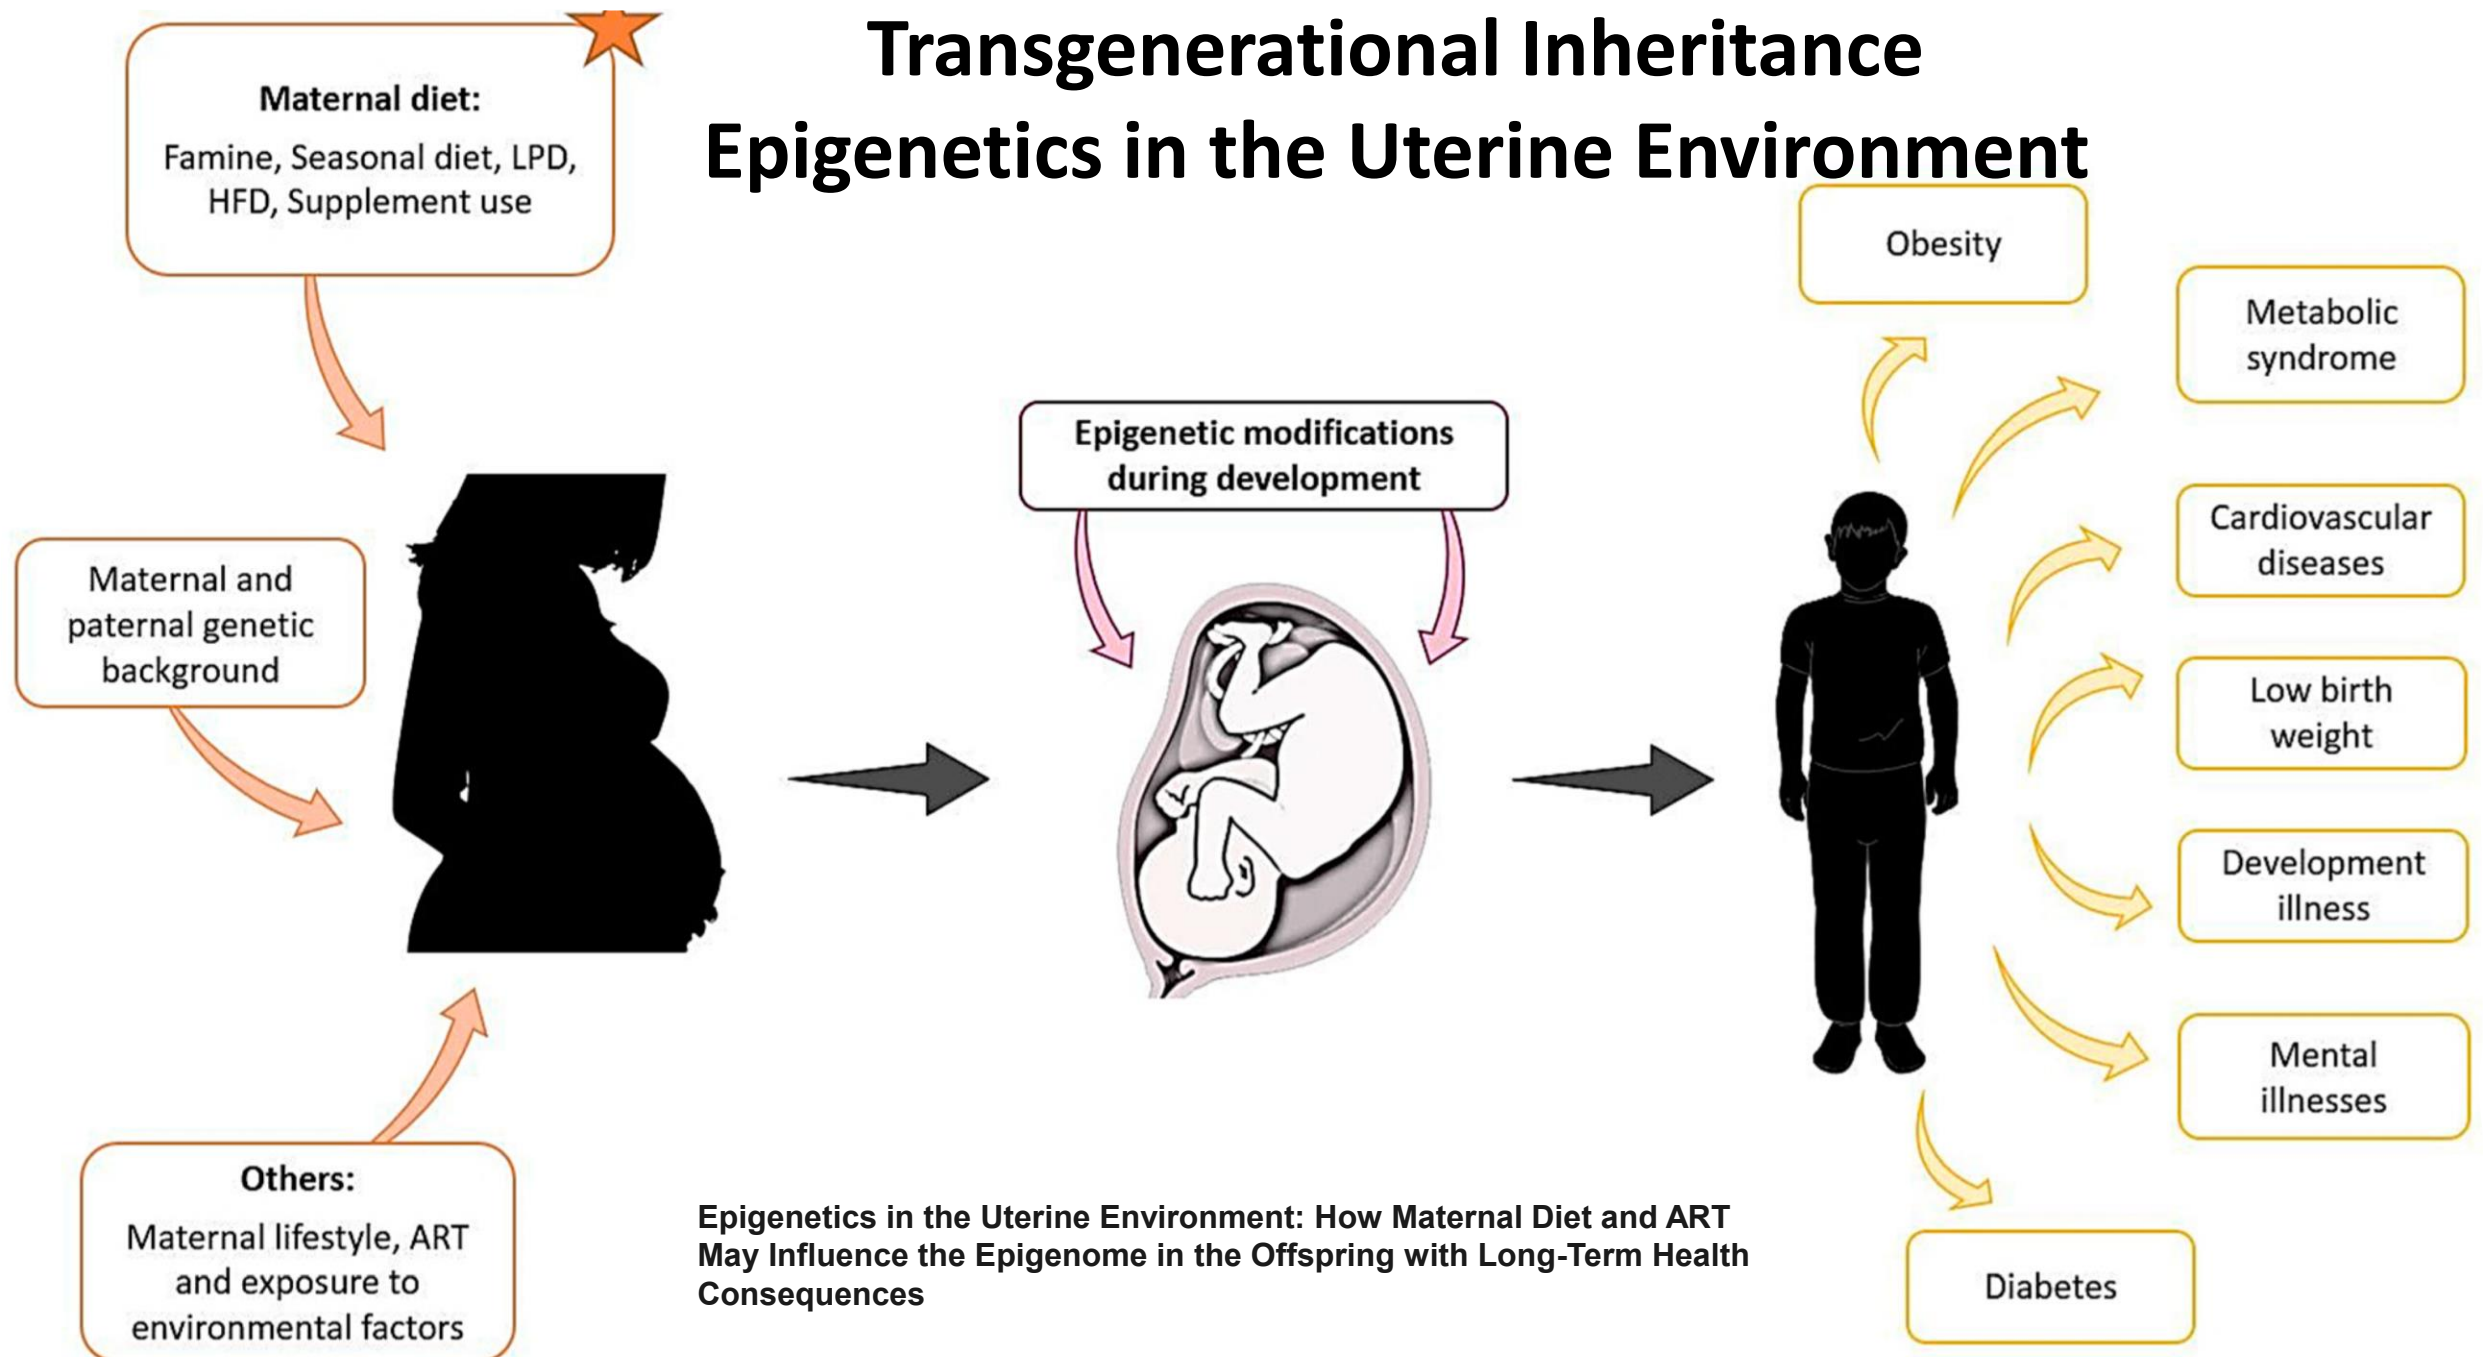 Transgenerational Inheritance
Epigenetics in the Uterine Environment
Maternal diet:
Famine, Seasonal diet, LPD,
HFD, Supplement use
Maternal and
paternal genetic
background
Others:
Maternal lifestyle, ART
and exposure to
environmental factors
Epigenetic modifications
during development
Obesity
Metabolic
syndrome
Cardiovascular
diseases
Low birth
weight
Development
illness
Mental
illnesses
Diabetes
Epigenetics in the Uterine Environment: How Maternal Diet and ART
May Influence the Epigenome in the Offspring with Long-Term Health
Consequences